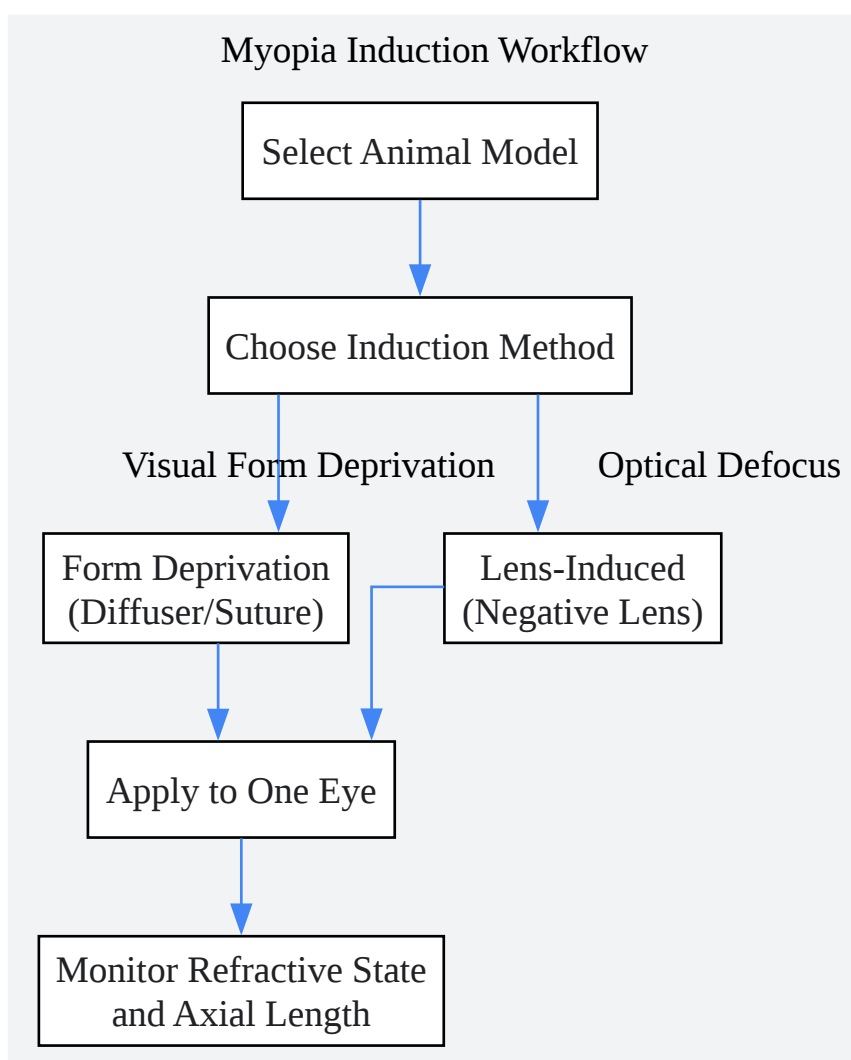 Myopia Induction Workflow
Select Animal Model
Choose Induction Method
Visual Form Deprivation
Optical Defocus
Form Deprivation
(Diffuser/Suture)
Lens-Induced
(Negative Lens)
Apply to One Eye
Monitor Refractive State
and Axial Length